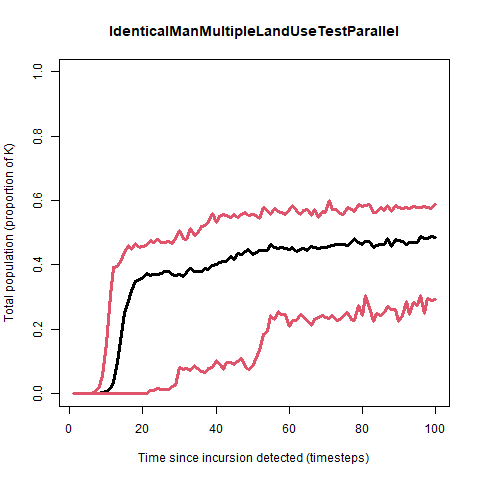 IdenticalManMultipleLandUseTestParallel
Total population (proportion of K)
1.0
0.8
0.6
0.4
0.2
0.0
0 20 40 60 80 100
Time since incursion detected (timesteps)